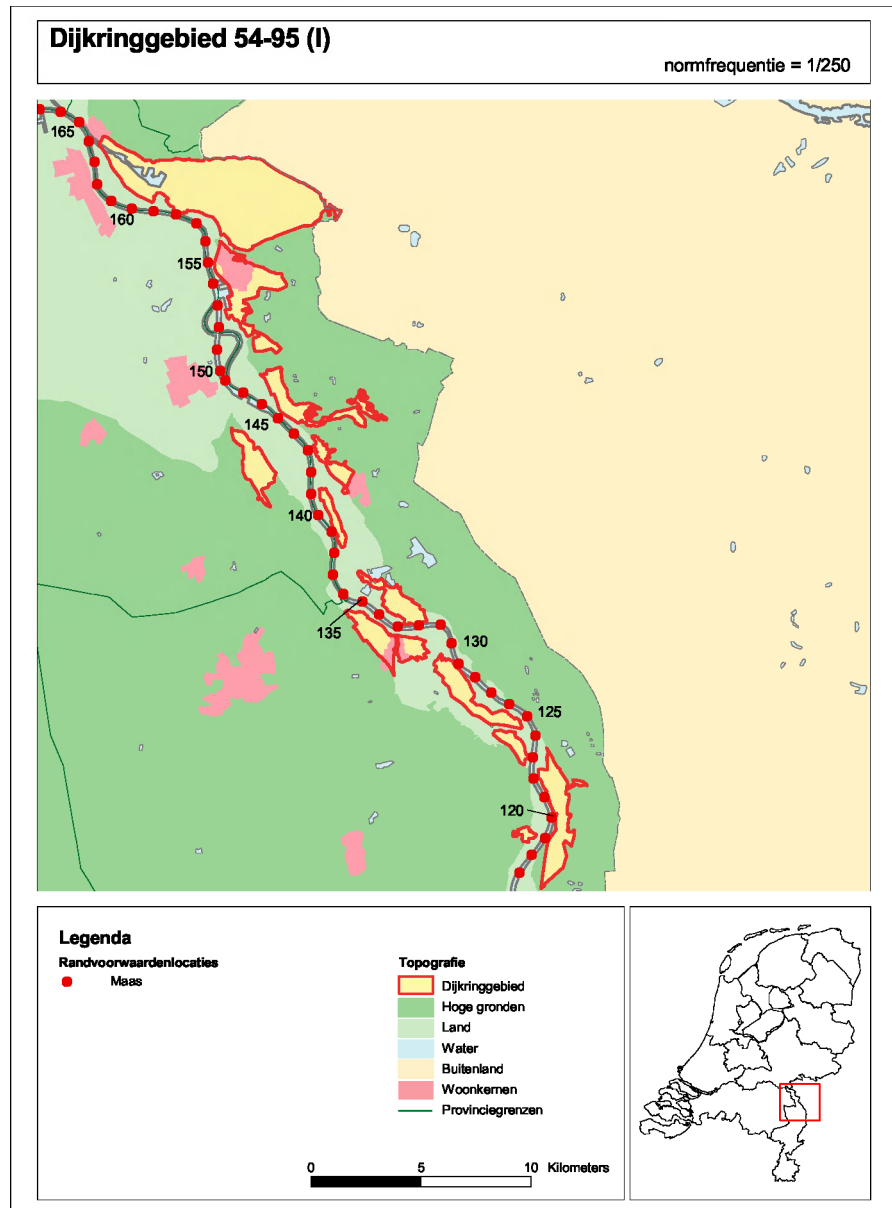 Dijkringgebied 54-95 (I)
normfrequentie = 1/250
165
160
155
150
145
140
135
130
125
120
Legenda
Randvoorwaardenlocaties
Maas
Topografie
Dijkringgebied
Hoge gronden
Land
Water
Buitenland
Woonkernen
Provinciegrenzen
0 5 10 Kilometers